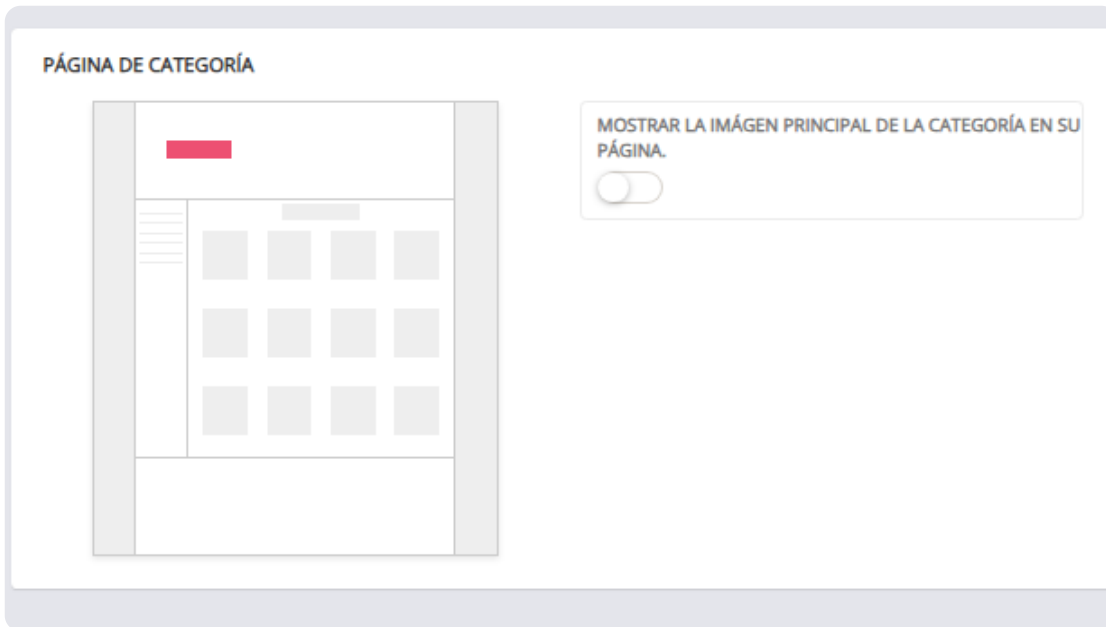 PÁGINA DE CATEGORÍA
MOSTRAR LA IMÁGEN PRINCIPAL DE LA CATEGORÍA EN SU
PÁGINA.